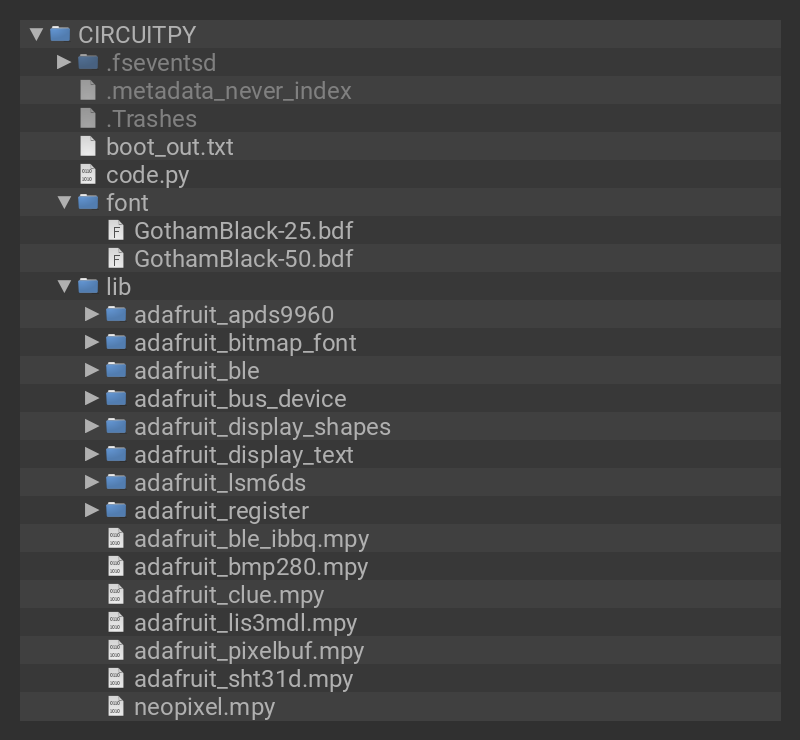 CIRCUITPY
.fseventsd
.metadata_never_index
.Trashes
boot_out.txt
code.py
font
GothamBlack-25.bdf
GothamBlack-50.bdf
lib
adafruit_apds9960
adafruit_bitmap_font
adafruit_ble
adafruit_bus_device
adafruit_display_shapes
adafruit_display_text
adafruit_lsm6ds
adafruit_register
adafruit_ble_ibbq.mpy
adafruit_bmp280.mpy
adafruit_clue.mpy
adafruit_lis3mdl.mpy
adafruit_pixelbuf.mpy
adafruit_sht31d.mpy
neopixel.mpy